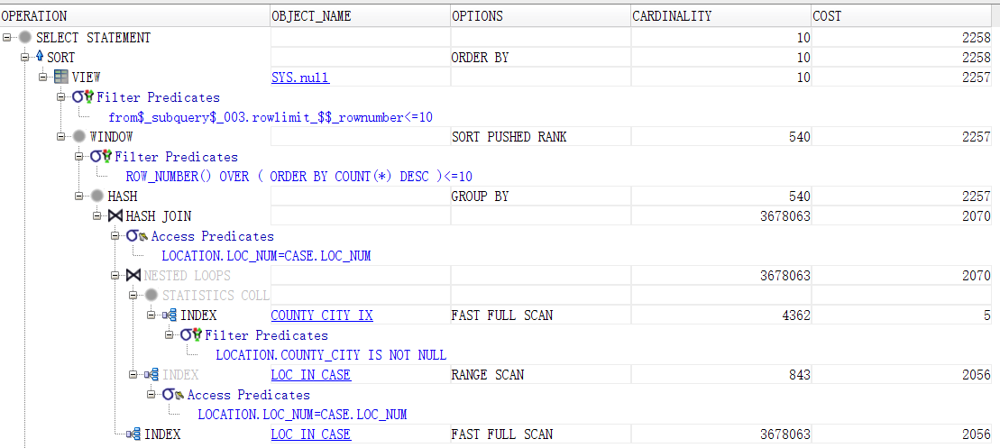 OPERATION OBJECT_NAME OPTIONS CARDINALITY COST
SELECT STATEMENT 10 2258
SORT ORDER BY 10 2258
VIEW SYS.null 10 2257
Filter Predicates
from$_subquery$_003.rowlimit_$$_rownumber<=10
WINDOW SORT PUSHED RANK 540 2257
Filter Predicates
ROW_NUMBER() OVER ( ORDER BY COUNT(*) DESC )<=10
HASH GROUP BY 540 2257
HASH JOIN 3678063 2070
Access Predicates
LOCATION.LOC_NUM=CASE.LOC_NUM
NESTED LOOPS 3678063 2070
STATISTICS COLL
INDEX COUNTY_CITY_IX FAST FULL SCAN 4362 5
Filter Predicates
LOCATION.COUNTY_CITY IS NOT NULL
INDEX LOC_IN_CASE RANGE SCAN 843 2056
Access Predicates
LOCATION.LOC_NUM=CASE.LOC_NUM
INDEX LOC_IN_CASE FAST FULL SCAN 3678063 2056